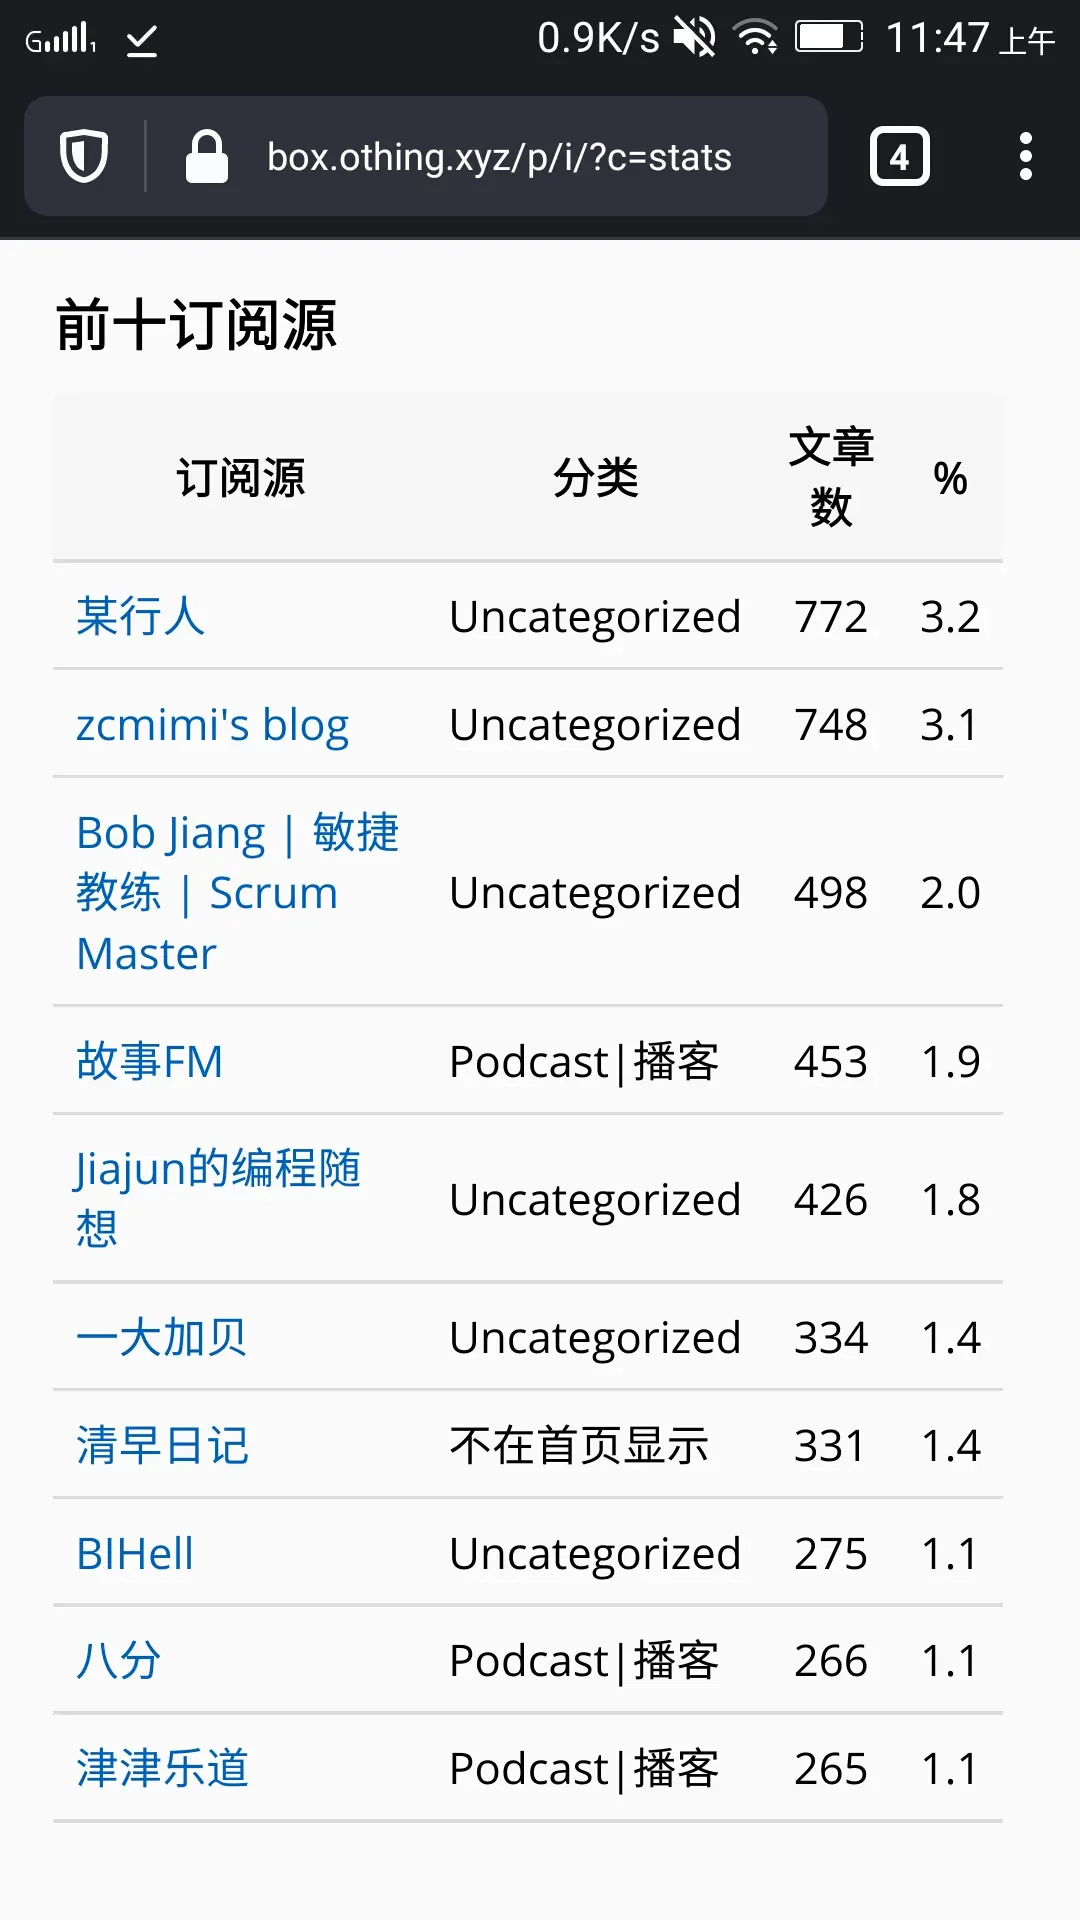 0.9K/s 11:47 上午
box.othing.xyz/p/i/?c=stats 4
前十订阅源
订阅源 分类 文章数 %
某行人 Uncategorized 772 3.2
zcmimi's blog Uncategorized 748 3.1
Bob Jiang | 敏捷
教练 | Scrum Uncategorized 498 2.0
Master
故事FM Podcast|播客 453 1.9
Jiajun的编程随
想 Uncategorized 426 1.8
一大加贝 Uncategorized 334 1.4
清早日记 不在首页显示 331 1.4
BIHell Uncategorized 275 1.1
八分 Podcast|播客 266 1.1
津津乐道 Podcast|播客 265 1.1